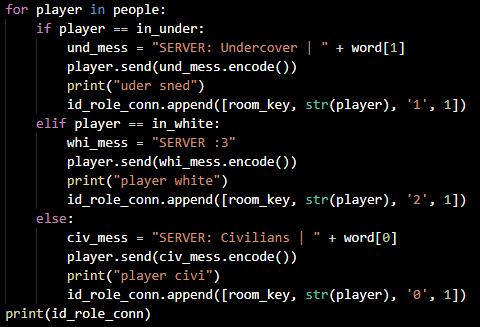 for player in people:
    if player == in_under:
        und_mess = "SERVER: Undercover | " + word[1]
        player.send(und_mess.encode())
        print("uder sned")
        id_role_conn.append([room_key, str(player), '1', 1])
    elif player == in_white:
        whi_mess = "SERVER :3"
        player.send(whi_mess.encode())
        print("player white")
        id_role_conn.append([room_key, str(player), '2', 1])
    else:
        civ_mess = "SERVER: Civilians | " + word[0]
        player.send(civ_mess.encode())
        print("player civi")
        id_role_conn.append([room_key, str(player), '0', 1])
print(id_role_conn)